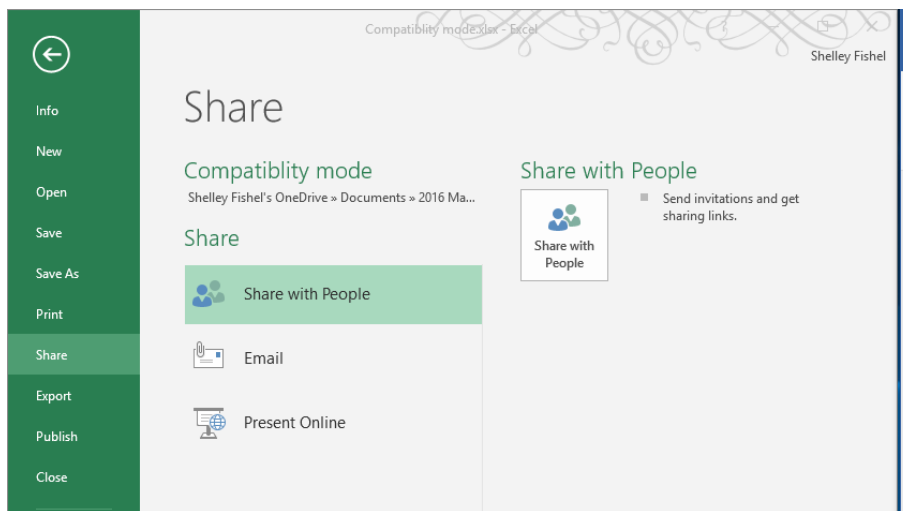 Compatiblity mode.xlsx - Excel
Shelley Fishel
Info
New
Open
Save
Save As
Print
Share
Export
Publish
Close
Share
Compatiblity mode
Shelley Fishel's OneDrive » Documents » 2016 Ma...
Share
Share with People
Email
Present Online
Share with People
Share with
People
Send invitations and get
sharing links.